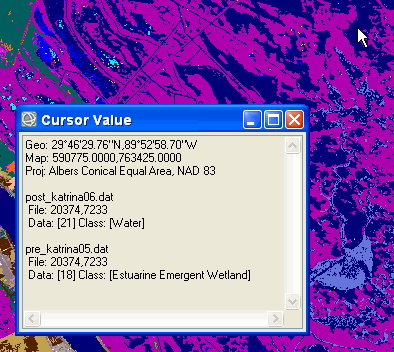 Cursor Value
Geo: 29°46'29.76"N,89°52'58.70"W
Map: 590775.0000,763425.0000
Proj: Albers Conical Equal Area, NAD 83
post_katrina06.dat
File: 20374,7233
Data: [21] Class: [Water]
pre_katrina05.dat
File: 20374,7233
Data: [18] Class: [Estuarine Emergent Wetland]